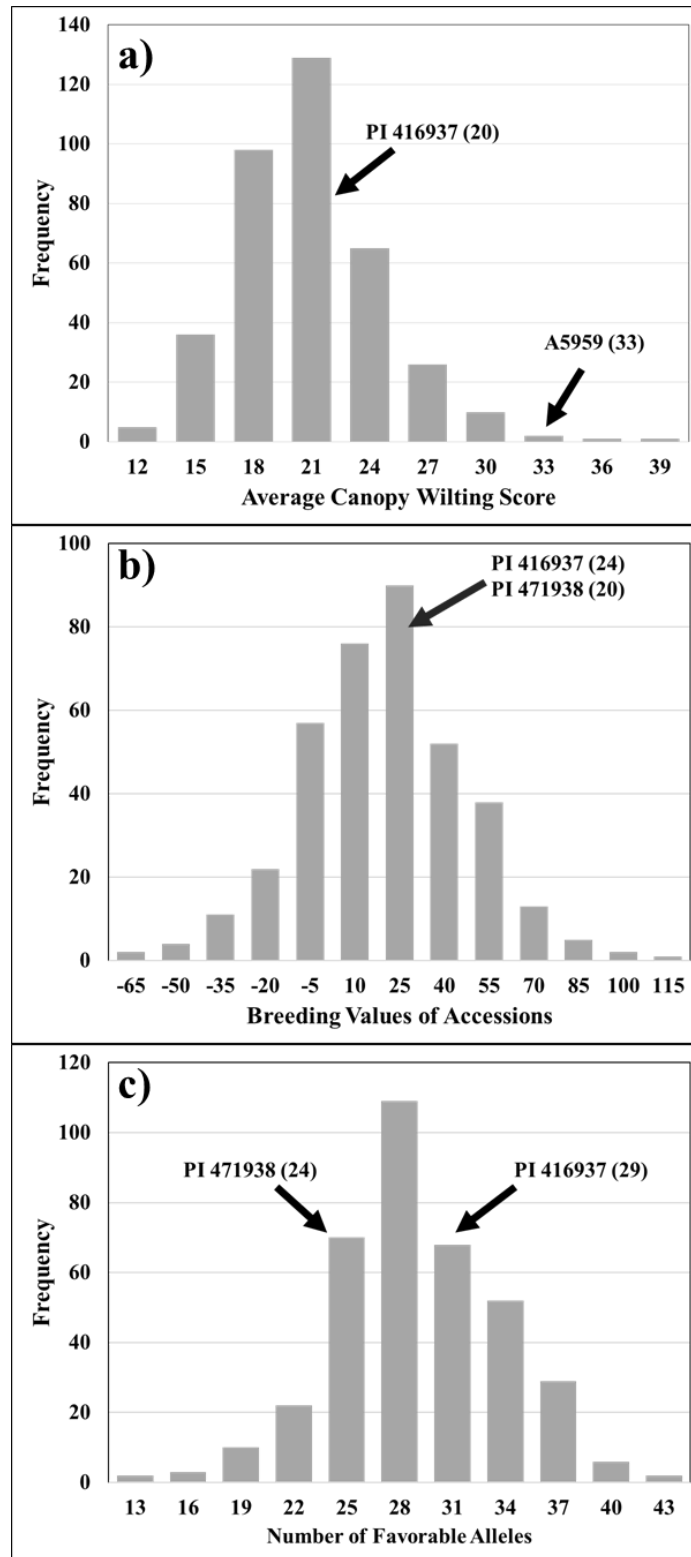 a)
140
120
100
80
60
40
20
0
Frequency
PI 416937 (20)
A5959 (33)
12 15 18 21 24 27 30 33 36 39
Average Canopy Wilting Score
b)
100
80
60
40
20
0
Frequency
PI 416937 (24)
PI 471938 (20)
-65 -50 -35 -20 -5 10 25 40 55 70 85 100 115
Breeding Values of Accessions
c)
120
100
80
60
40
20
0
Frequency
PI 471938 (24)
PI 416937 (29)
13 16 19 22 25 28 31 34 37 40 43
Number of Favorable Alleles